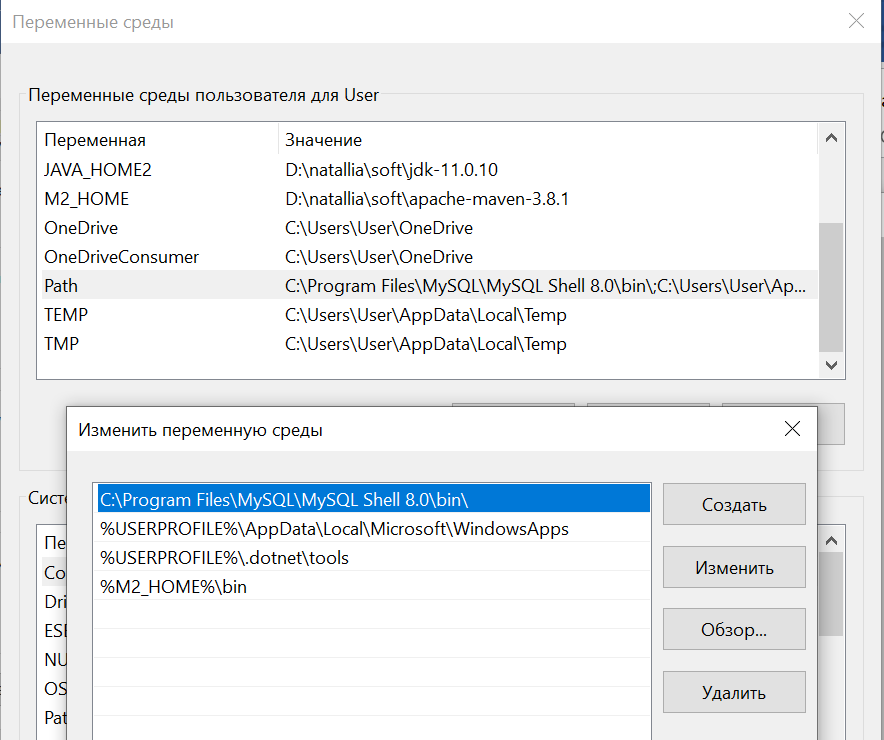 Переменные среды
Переменные среды пользователя для User
Переменная Значение
JAVA_HOME2 D:\natallia\soft\jdk-11.0.10
M2_HOME D:\natallia\soft\apache-maven-3.8.1
OneDrive C:\Users\User\OneDrive
OneDriveConsumer C:\Users\User\OneDrive
Path C:\Program Files\MySQL\MySQL Shell 8.0\bin\;C:\Users\User\Ap...
TEMP C:\Users\User\AppData\Local\Temp
TMP C:\Users\User\AppData\Local\Temp
Изменить переменную среды
C:\Program Files\MySQL\MySQL Shell 8.0\bin\
%USERPROFILE%\AppData\Local\Microsoft\WindowsApps
%USERPROFILE%\.dotnet\tools
%M2_HOME%\bin
Создать
Изменить
Обзор...
Удалить
Систе
Пе
Co
Dri
ESE
NU
OS
Pat